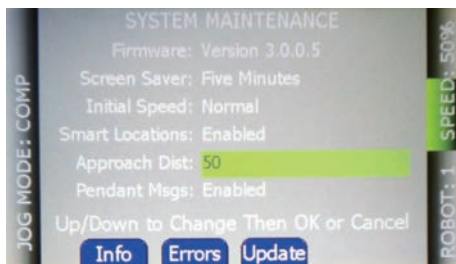 SYSTEM MAINTENANCE
Firmware: Version 3.0.0.5
Screen Saver: Five Minutes
Initial Speed: Normal
Smart Locations: Enabled
Approach Dist: 50
Pendant Msgs: Enabled
Up/Down to Change Then OK or Cancel
Info Errors Update
JOG MODE: COMP
SPEED: 50%
ROBOT: 1